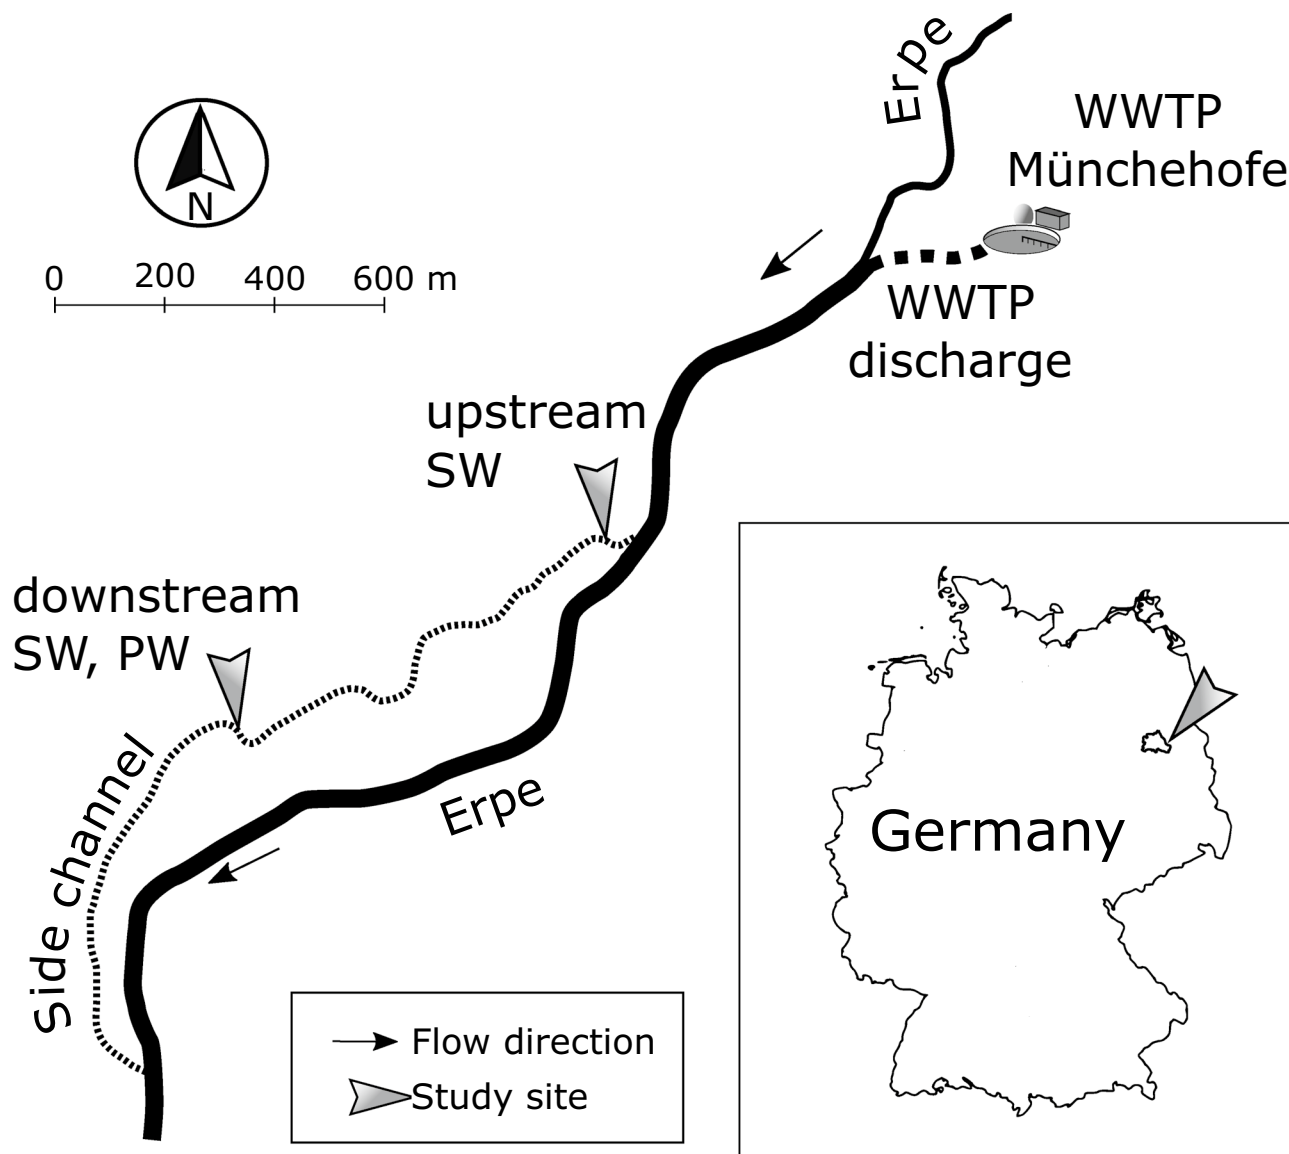 Erpe
WWTP
Münchehofe
N
0 200 400 600 m
WWTP
discharge
upstream
SW
downstream
SW, PW
Side channel
Erpe
Germany
Flow direction
Study site